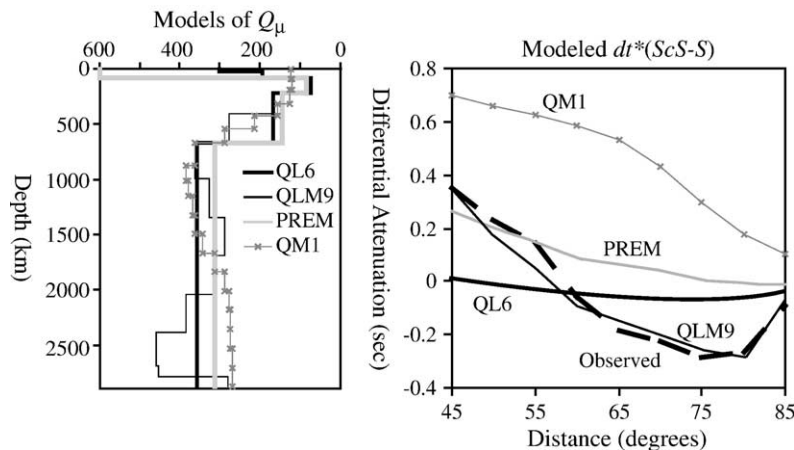 Models of Qμ
600 400 200 0
0
500
1000
1500
2000
2500
Depth (km)
QL6
QLM9
PREM
QM1
Modeled dt*(ScS-S)
Differential Attenuation (sec)
0.8
0.6
0.4
0.2
0
-0.2
-0.4
QM1
PREM
QL6
QLM9
Observed
45 55 65 75 85
Distance (degrees)